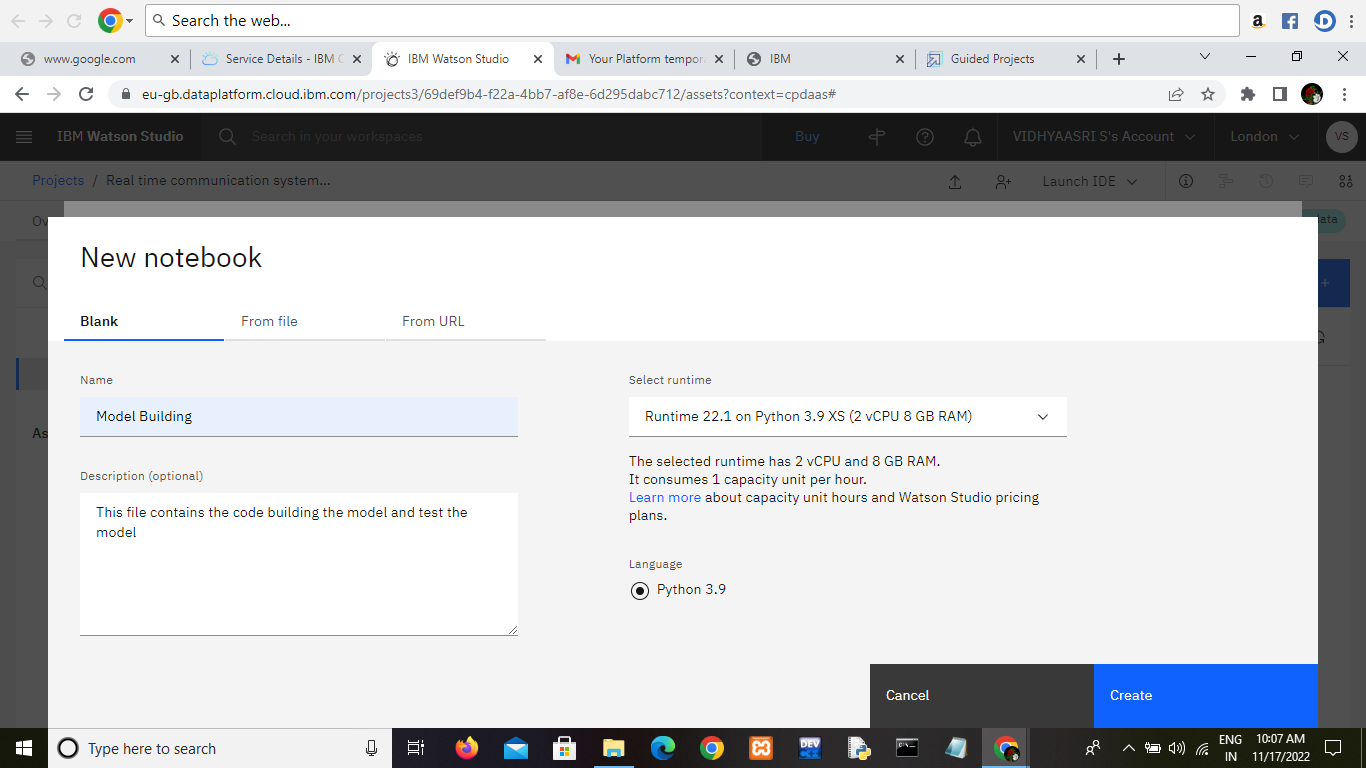 Search the web...
www.google.com
Service Details - IBM C
IBM Watson Studio
Your Platform tempor
IBM
Guided Projects
eu-gb.dataplatform.cloud.ibm.com/projects3/69def9b4-f22a-4bb7-af8e-6d295dabc712/assets?context=cpdaas#
IBM Watson Studio
Search in your workspaces
Buy
VIDHYAASRI S's Account
London
VS
Projects / Real time communication system...
Launch IDE
Ov
ata
New notebook
Blank
From file
From URL
Name
Model Building
Description (optional)
This file contains the code building the model and test the
model
As
Select runtime
Runtime 22.1 on Python 3.9 XS (2 vCPU 8 GB RAM)
The selected runtime has 2 vCPU and 8 GB RAM.
It consumes 1 capacity unit per hour.
Learn more about capacity unit hours and Watson Studio pricing
plans.
Language
Python 3.9
Cancel
Create
Type here to search
DEV
ENG
IN
10:07 AM
11/17/2022